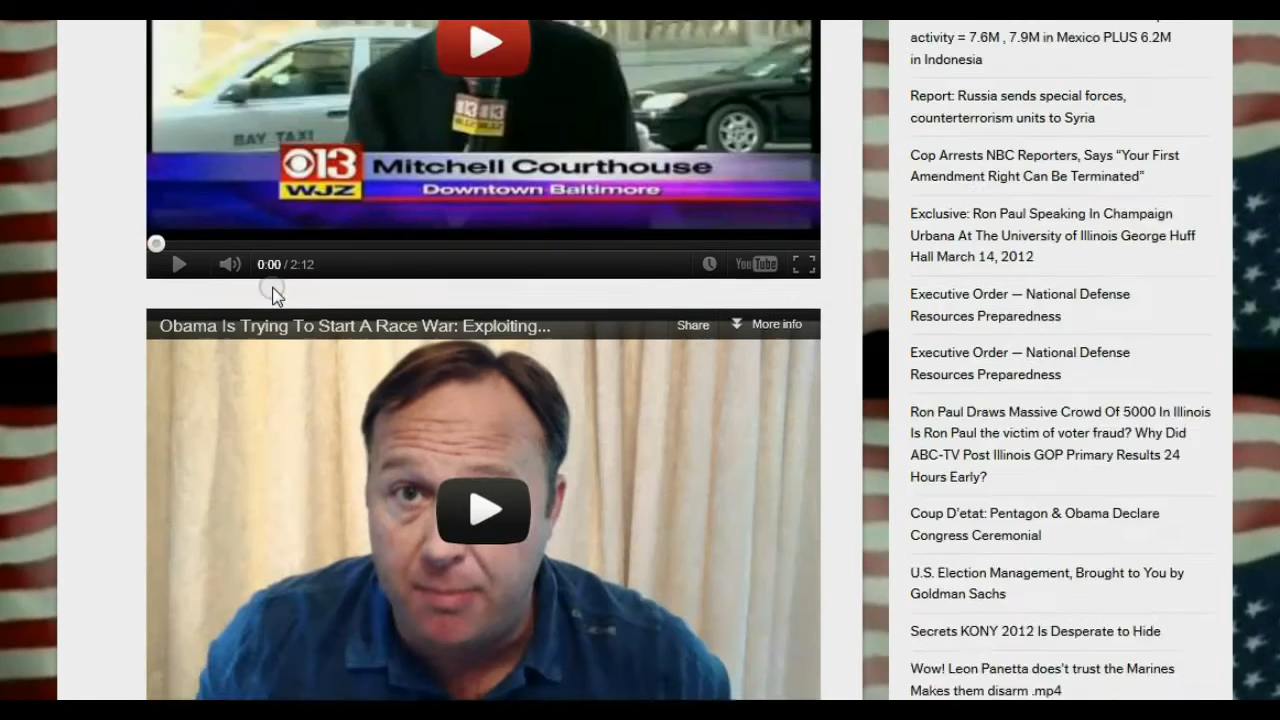 BAY TAXI
13 13
WJZ WJZ
13
WJZ
Mitchell Courthouse
Downtown Baltimore
0:00 / 2:12
YouTube
Obama Is Trying To Start A Race War: Exploiting...
Share
More info
activity = 7.6M , 7.9M in Mexico PLUS 6.2M
in Indonesia
Report: Russia sends special forces,
counterterrorism units to Syria
Cop Arrests NBC Reporters, Says “Your First
Amendment Right Can Be Terminated”
Exclusive: Ron Paul Speaking In Champaign
Urbana At The University of Illinois George Huff
Hall March 14, 2012
Executive Order — National Defense
Resources Preparedness
Executive Order — National Defense
Resources Preparedness
Ron Paul Draws Massive Crowd Of 5000 In Illinois
Is Ron Paul the victim of voter fraud? Why Did
ABC-TV Post Illinois GOP Primary Results 24
Hours Early?
Coup D’etat: Pentagon & Obama Declare
Congress Ceremonial
U.S. Election Management, Brought to You by
Goldman Sachs
Secrets KONY 2012 Is Desperate to Hide
Wow! Leon Panetta does’t trust the Marines
Makes them disarm .mp4